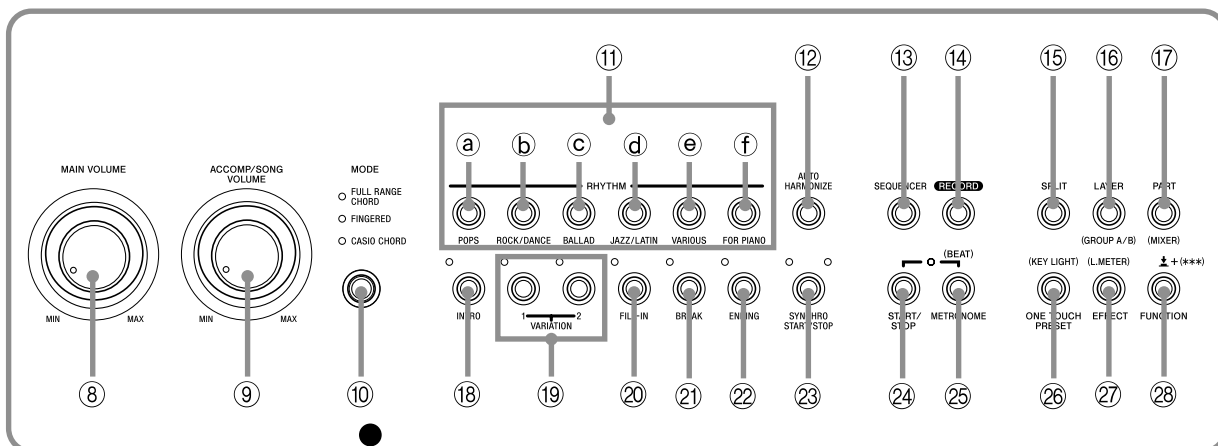 ⑪ ⑫ ⑬ ⑭ ⑮ ⑯ ⑰
ⓐ ⓑ ⓒ ⓓ ⓔ ⓕ
MAIN VOLUME
ACCOMP/SONG
VOLUME
MODE
FULL RANGE
CHORD
FINGERED
CASIO CHORD
MIN MAX
MIN MAX
RHYTHM
POPS ROCK/DANCE BALLAD JAZZ/LATIN VARIOUS FOR PIANO
AUTO
HARMONIZE
SEQUENCER RECORD
SPLIT LAYER PART
(GROUP A/B) (MIXER)
INTRO
1 2
VARIATION
FILL-IN BREAK ENDING
SYNCHRO
START/STOP
(BEAT)
START/
STOP
METRONOME
(KEY LIGHT) (L.METER) +(***)
ONE TOUCH
PRESET
EFFECT FUNCTION
⑧ ⑨ ⑩ ⑱ ⑲ ⑳ ㉑ ㉒ ㉓ ㉔ ㉕ ㉖ ㉗ ㉘